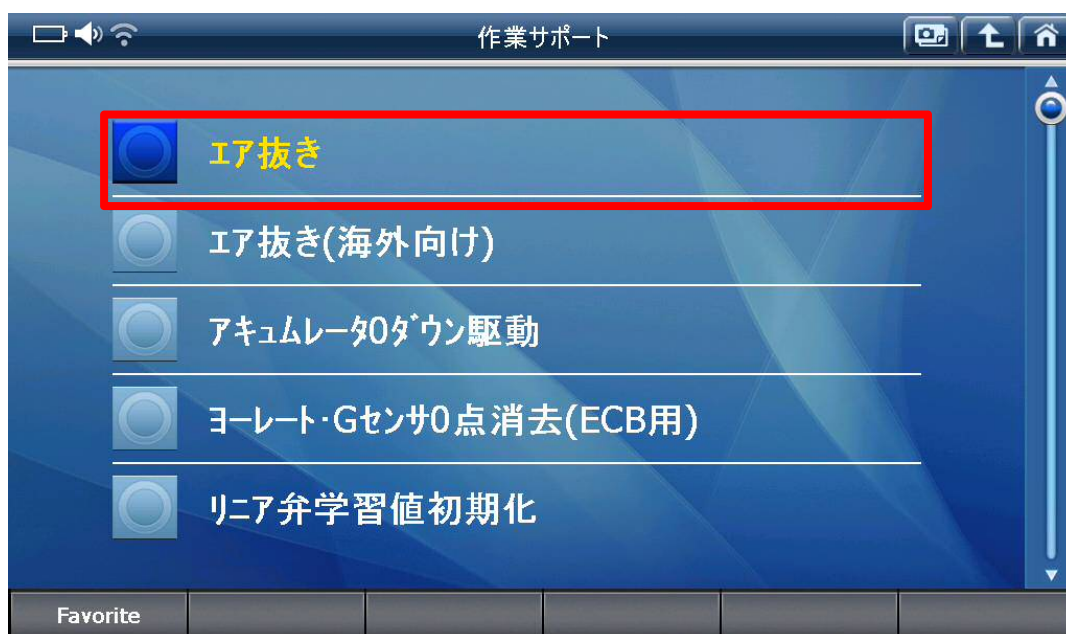 作業サポート
エア抜き
エア抜き(海外向け)
アキュムレータ0ダウン駆動
ヨーレート・Gセンサ0点消去(ECB用)
リニア弁学習値初期化
Favorite